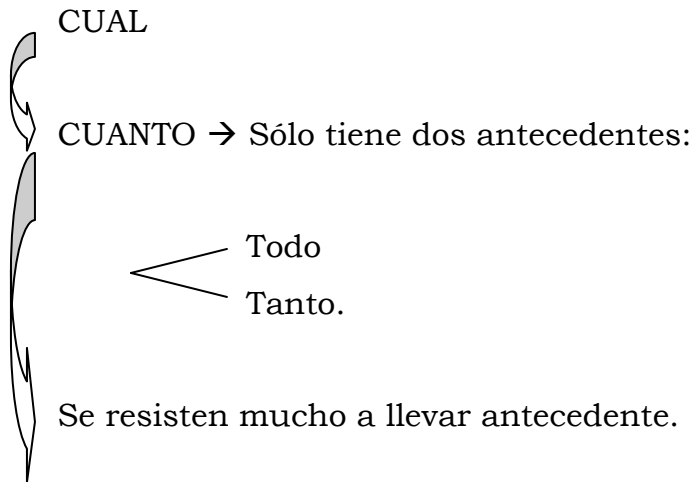 CUAL
CUANTO → Sólo tiene dos antecedentes:
Todo
Tanto.
Se resisten mucho a llevar antecedente.